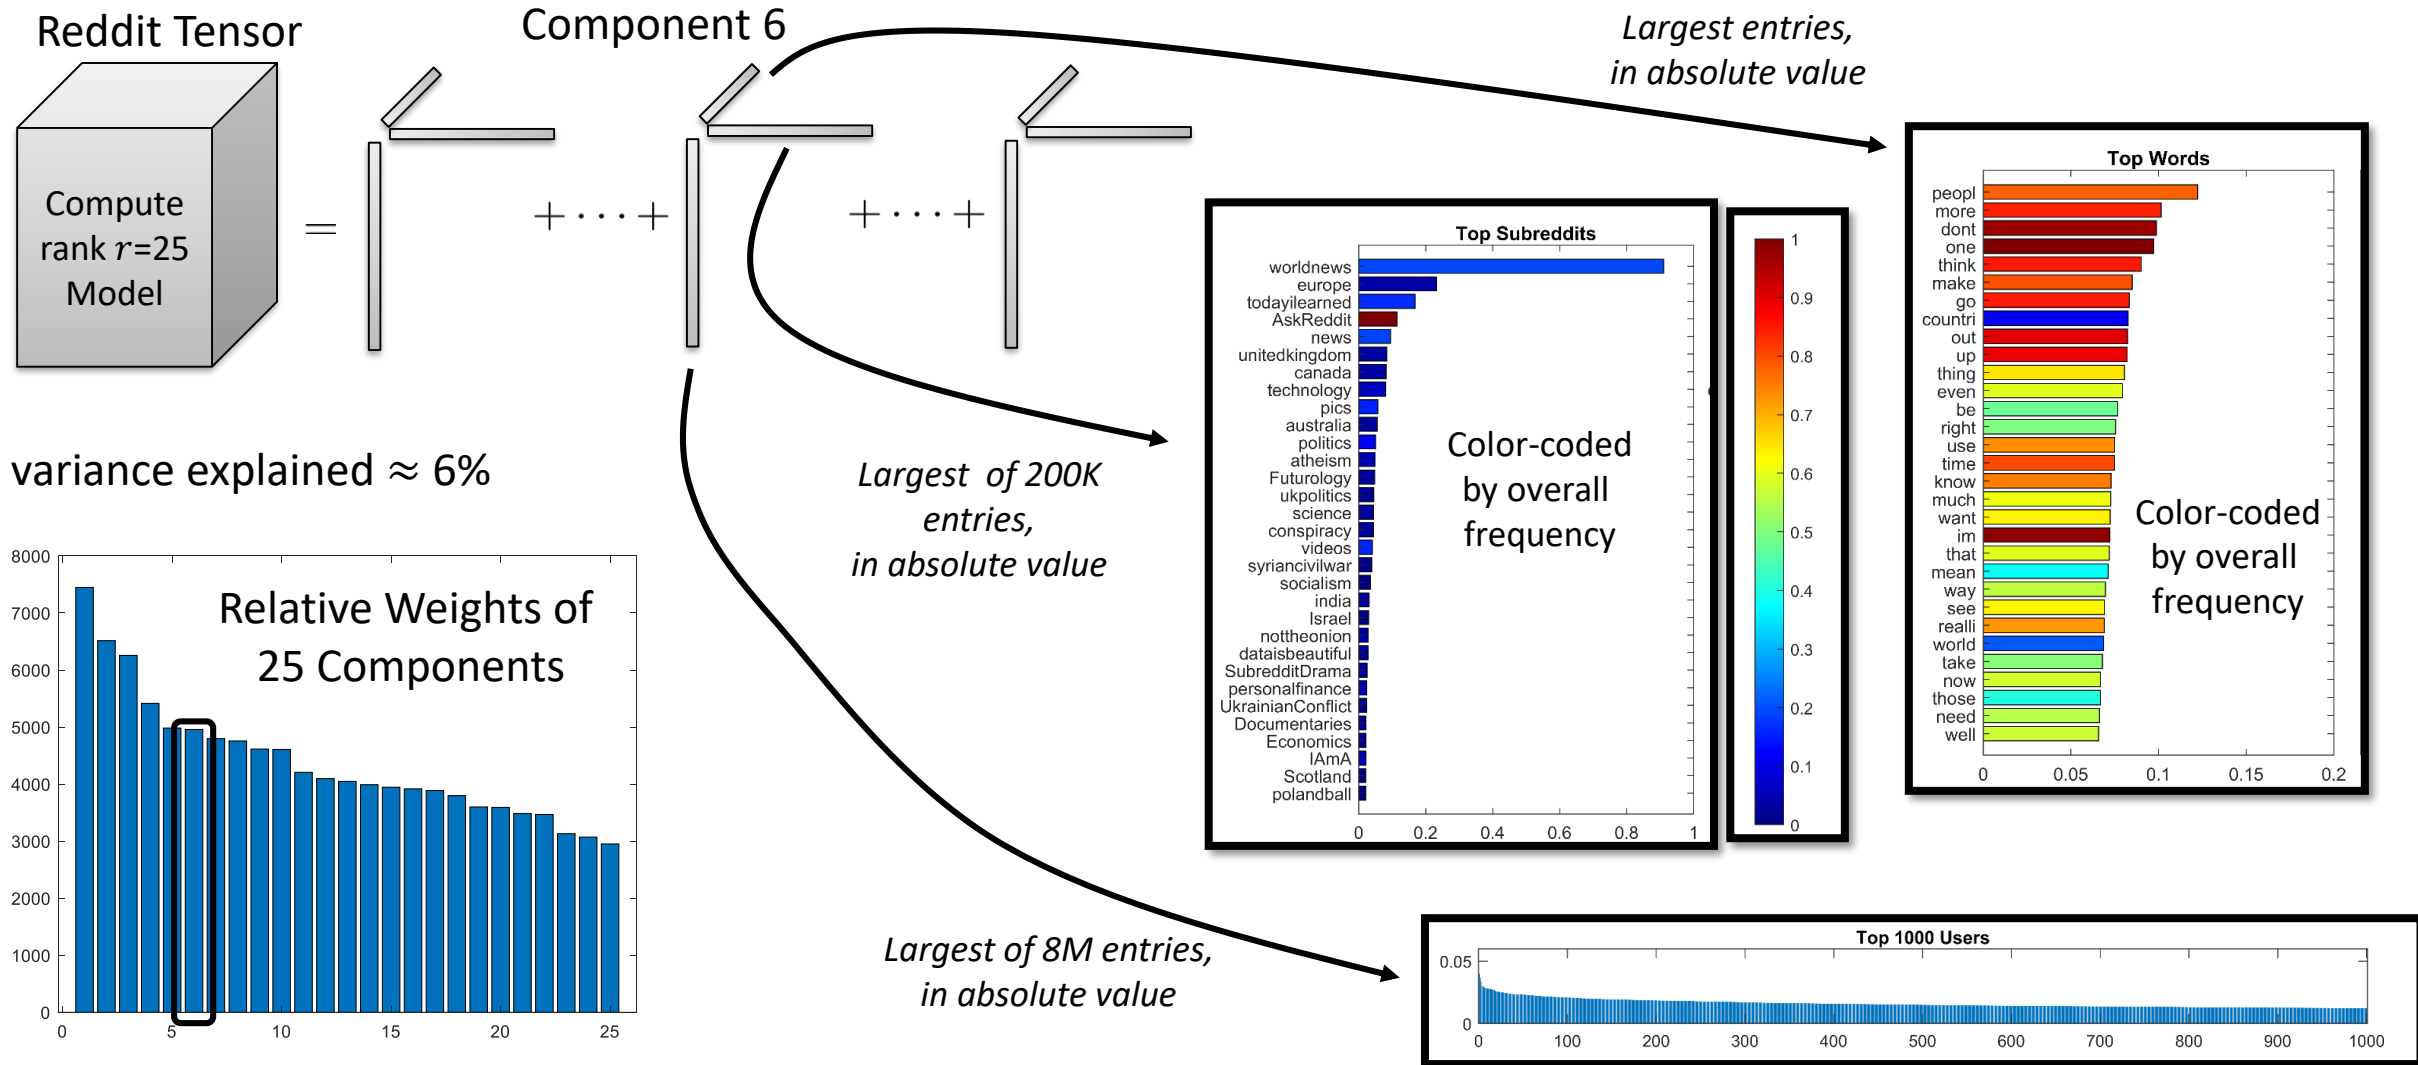 Reddit Tensor
Component 6
Largest entries,
in absolute value
Compute
rank r=25
Model
=
+ · · · +
+ · · · +
variance explained ≈ 6%
Largest of 200K
entries,
in absolute value
Largest of 8M entries,
in absolute value
8000
7000
6000
5000
4000
3000
2000
1000
0
0
5
10
15
20
25
Relative Weights of
25 Components
Top Subreddits
worldnews
europe
todayilearned
AskReddit
news
unitedkingdom
canada
technology
pics
australia
politics
atheism
Futurology
ukpolitics
science
conspiracy
videos
syriancivilwar
socialism
india
Israel
nottheonion
dataisbeautiful
SubredditDrama
personalfinance
UkrainianConflict
Documentaries
Economics
IAmA
Scotland
polandball
0
0.2
0.4
0.6
0.8
1
Color-coded
by overall
frequency
1
0.9
0.8
0.7
0.6
0.5
0.4
0.3
0.2
0.1
0
Top Words
peopl
more
dont
one
think
make
go
countri
out
up
thing
even
be
right
use
time
know
much
want
im
that
mean
way
see
realli
world
take
now
those
need
well
0
0.05
0.1
0.15
0.2
Color-coded
by overall
frequency
Top 1000 Users
0.05
0
0
100
200
300
400
500
600
700
800
900
1000